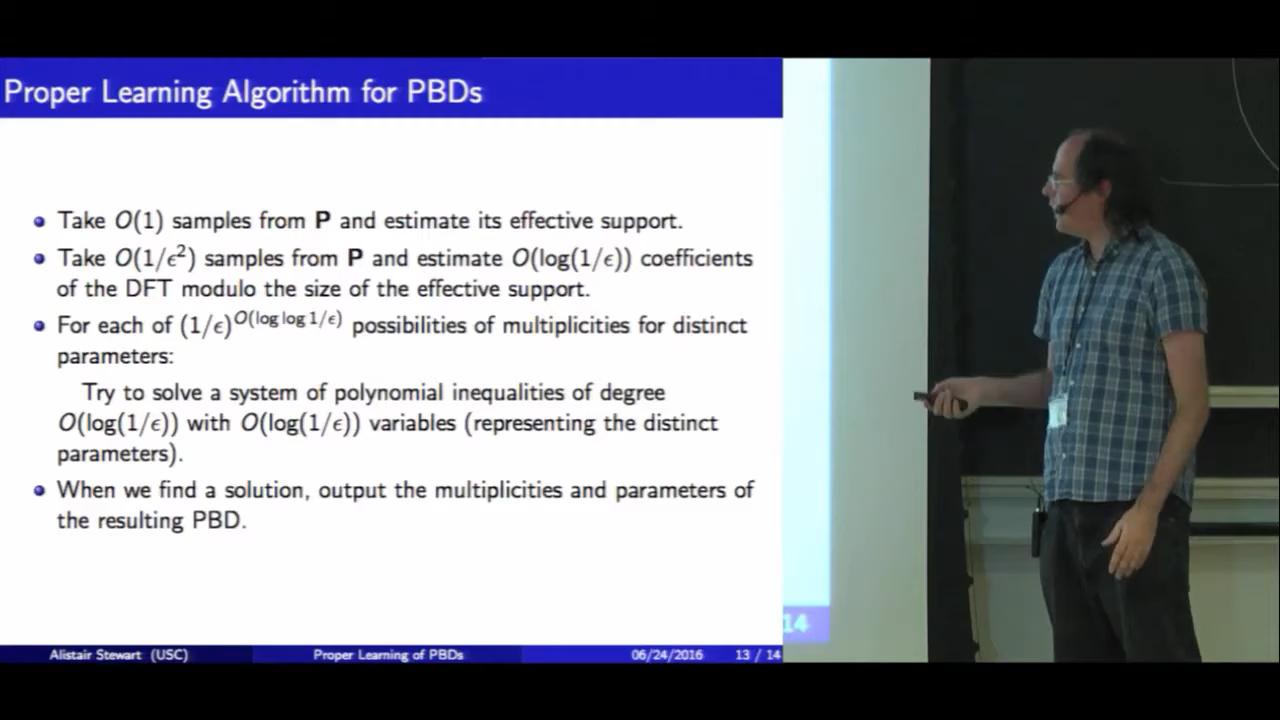 Proper Learning Algorithm for PBDs
Take O(1) samples from P and estimate its effective support.
Take O(1/ϵ²) samples from P and estimate O(log(1/ϵ)) coefficients
of the DFT modulo the size of the effective support.
For each of (1/ϵ)^{O(log log 1/ϵ)} possibilities of multiplicities for distinct
parameters:
Try to solve a system of polynomial inequalities of degree
O(log(1/ϵ)) with O(log(1/ϵ)) variables (representing the distinct
parameters).
When we find a solution, output the multiplicities and parameters of
the resulting PBD.
14
Alistair Stewart (USC) Proper Learning of PBDs 06/24/2016 13 / 14